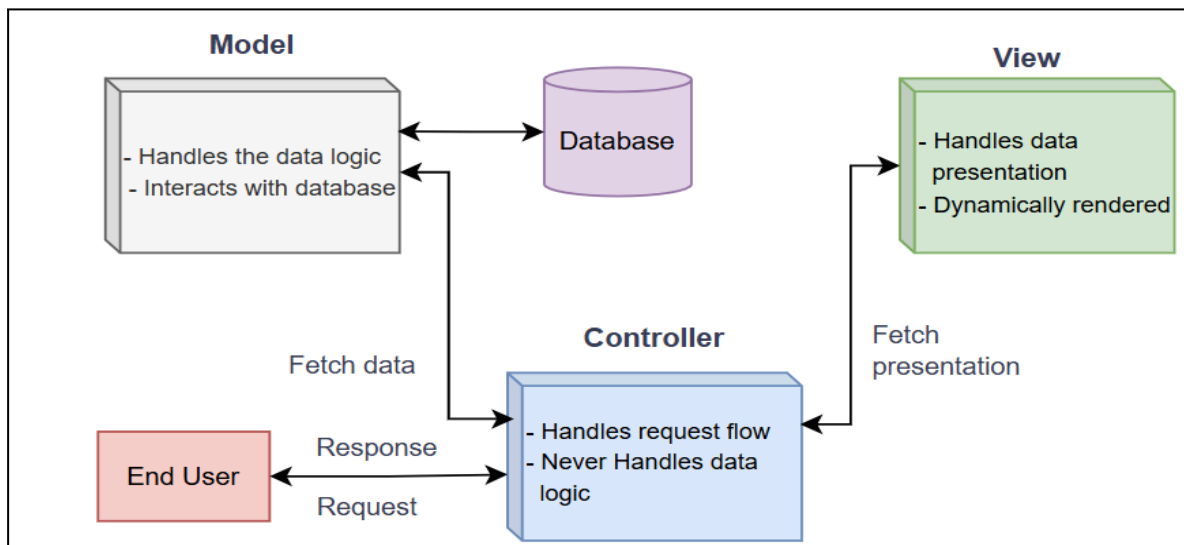 Model
- Handles the data logic
- Interacts with database
Database
View
- Handles data
presentation
- Dynamically rendered
Fetch data
Controller
- Handles request flow
- Never Handles data
logic
Fetch
presentation
End User
Response
Request